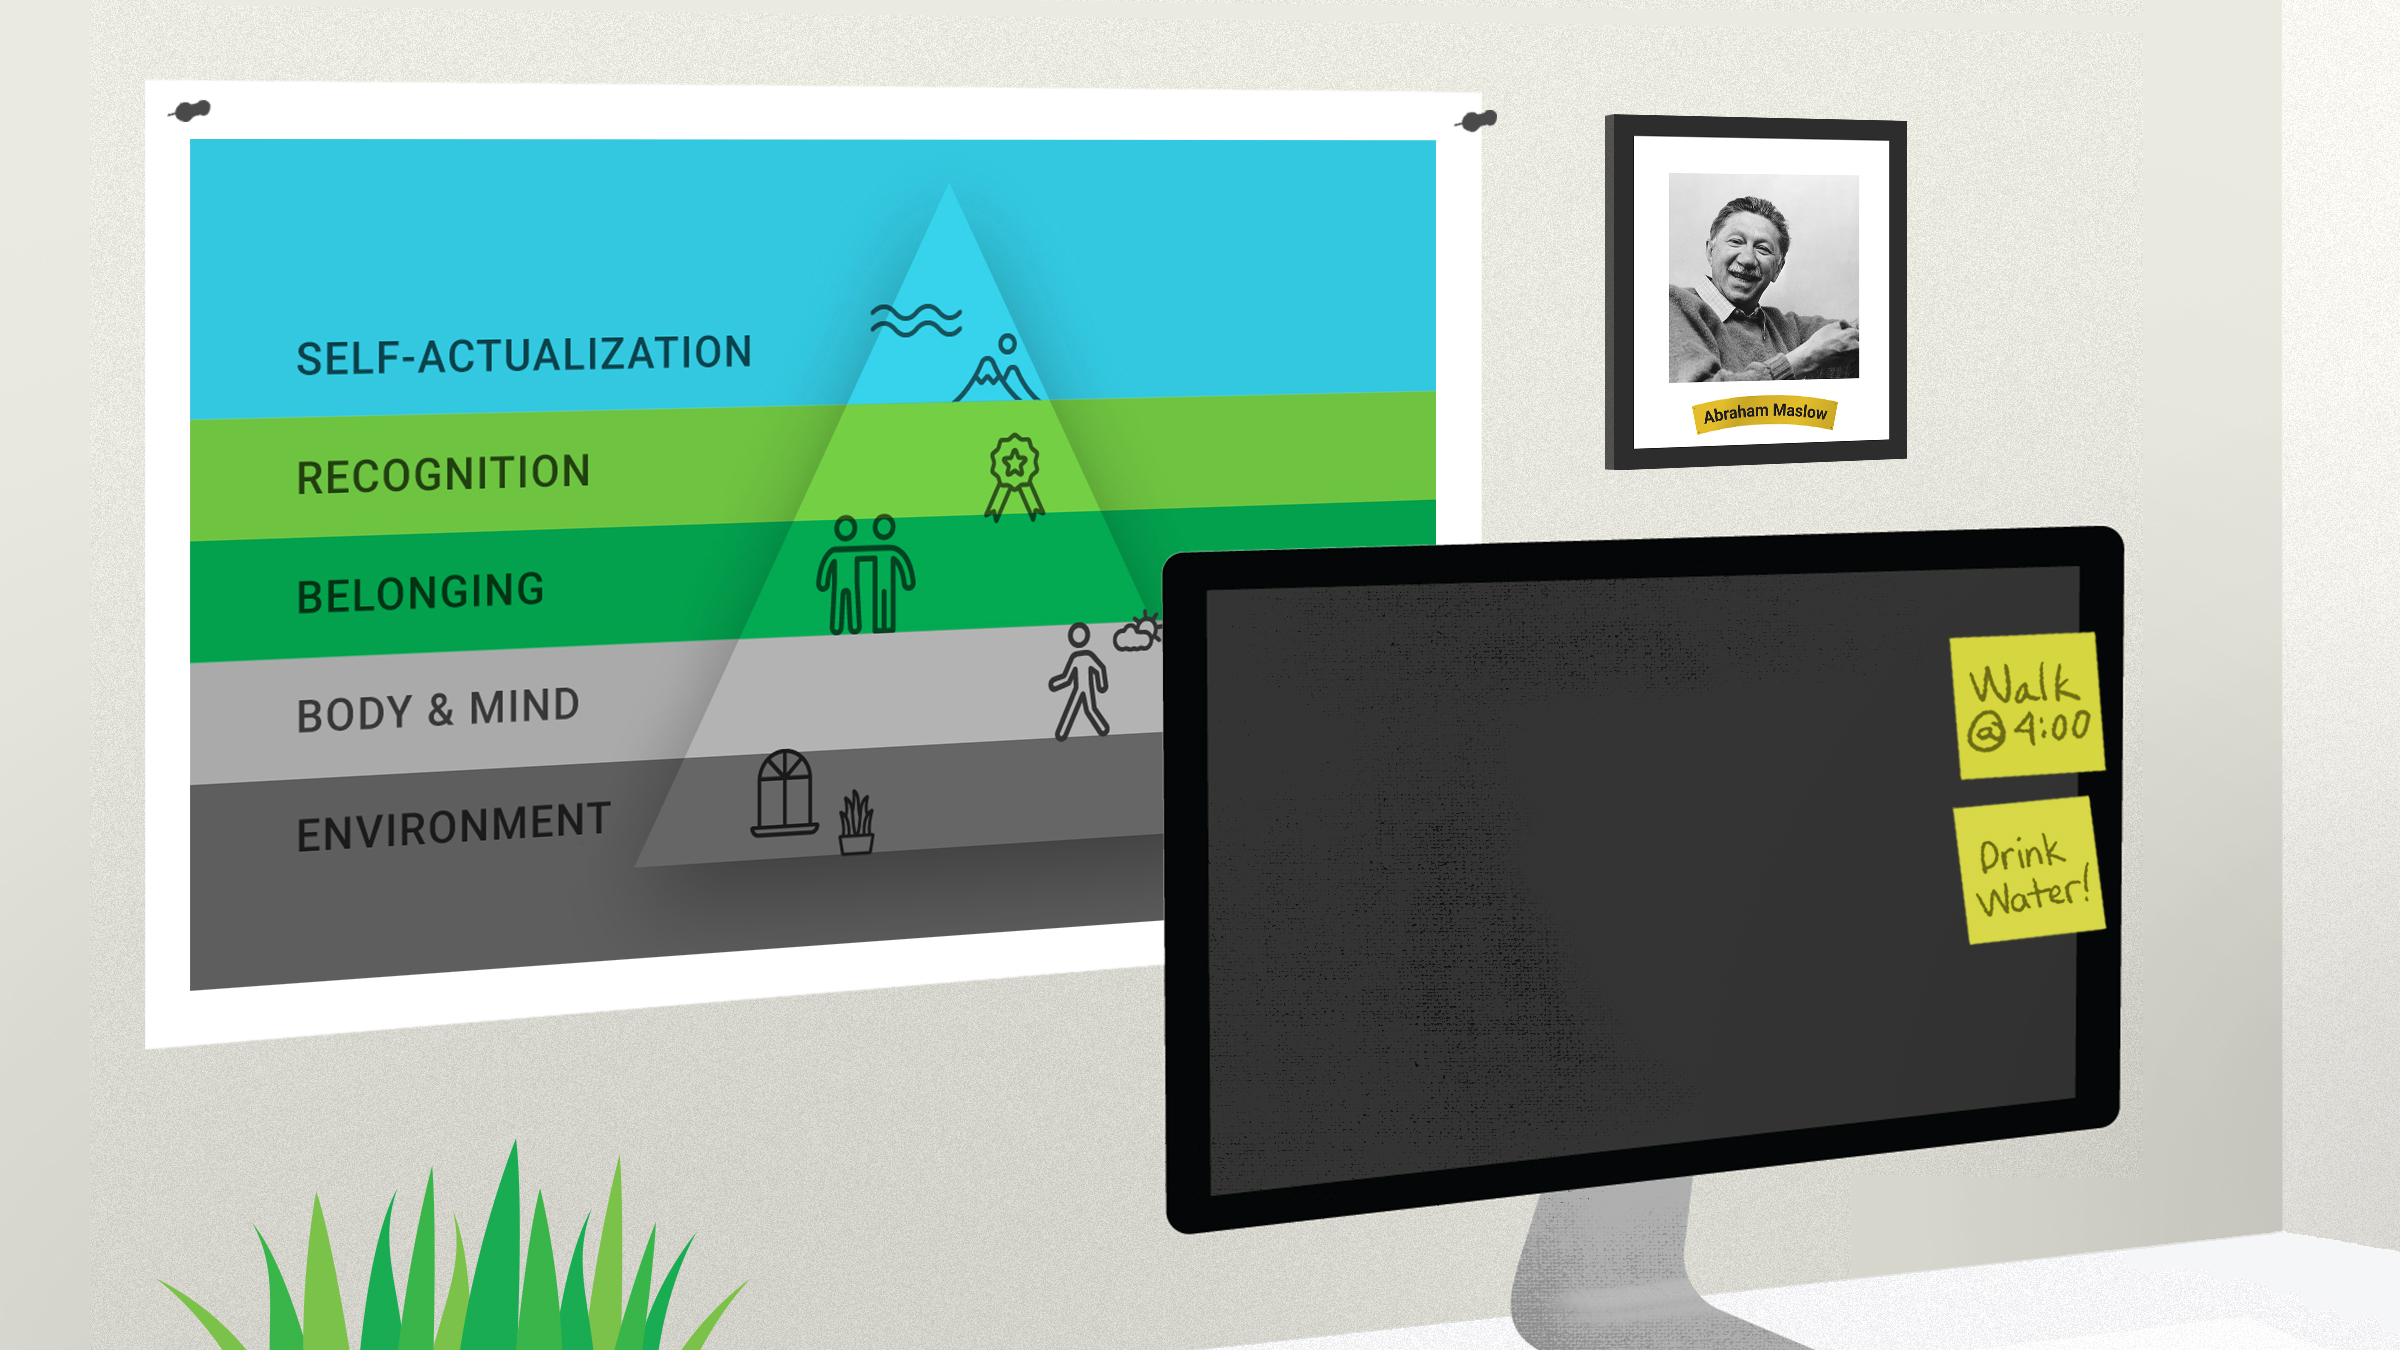 SELF-ACTUALIZATION
RECOGNITION
BELONGING
BODY & MIND
ENVIRONMENT
Abraham Maslow
Walk
@ 4:00
Drink
Water!